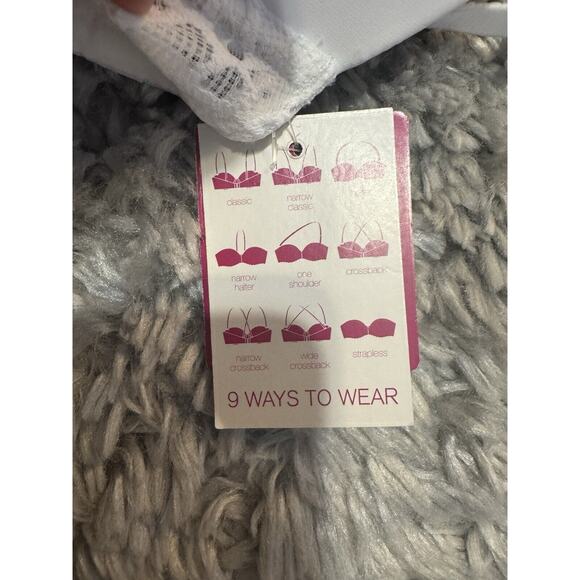 classic
narrow
classic
narrow
halter
one
shoulder
crossback
narrow
crossback
wide
crossback
strapless
9 WAYS TO WEAR